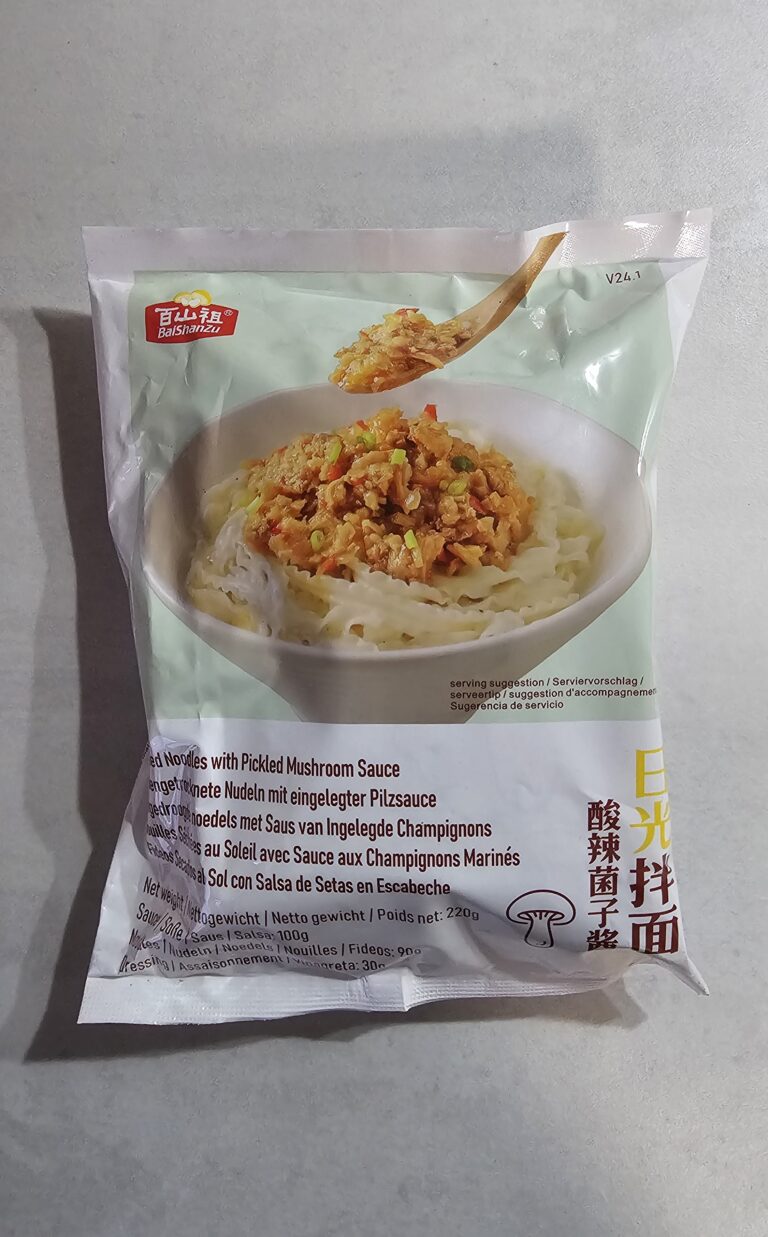 百山祖®
BaiShanZu
V24.1
serving suggestion / Serviervorschlag /
serveertip / suggestion d'accompagnement
Sugerencia de servicio
Noodles with Pickled Mushroom Sauce
Nudeln mit eingelegter Pilzsauce
noedels met Saus van Ingelegde Champignons
au Soleil avec Sauce aux Champignons Marinés
al Sol con Salsa de Setas en Escabeche
Net weight / Nettogewicht / Netto gewicht / Poids net: 220g
Sauce / Soße / Saus / Salsa: 100g
Nudeln / Noedels / Nouilles / Fideos: 90g
Dressing / Assaisonnement / Vinagreta: 30g
日光拌面
酸辣菌子酱